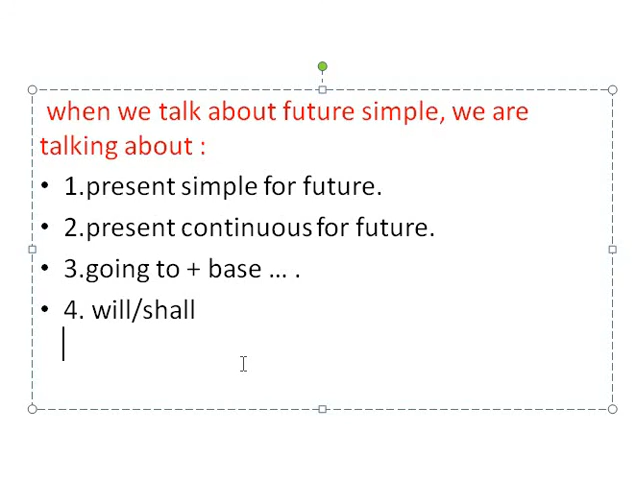 when we talk about future simple, we are
talking about :
• 1.present simple for future.
• 2.present continuous for future.
• 3.going to + base ... .
• 4. will/shall